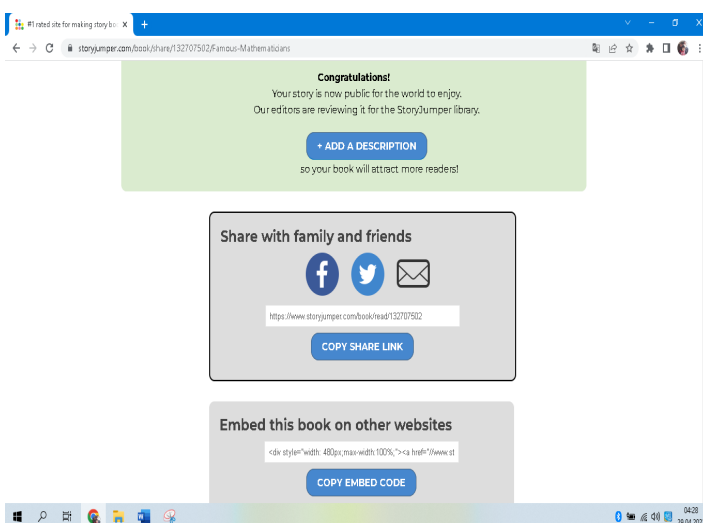 #1 rated site for making story bo
storyjumper.com/book/share/132707502/Famous-Mathematicians
Congratulations!
Your story is now public for the world to enjoy.
Our editors are reviewing it for the StoryJumper library.
+ ADD A DESCRIPTION
so your book will attract more readers!
Share with family and friends
https://www.storyjumper.com/book/read/132707502
COPY SHARE LINK
Embed this book on other websites
<div style="width: 480px;max-width:100%;"><a href="//www.st
COPY EMBED CODE
04:28